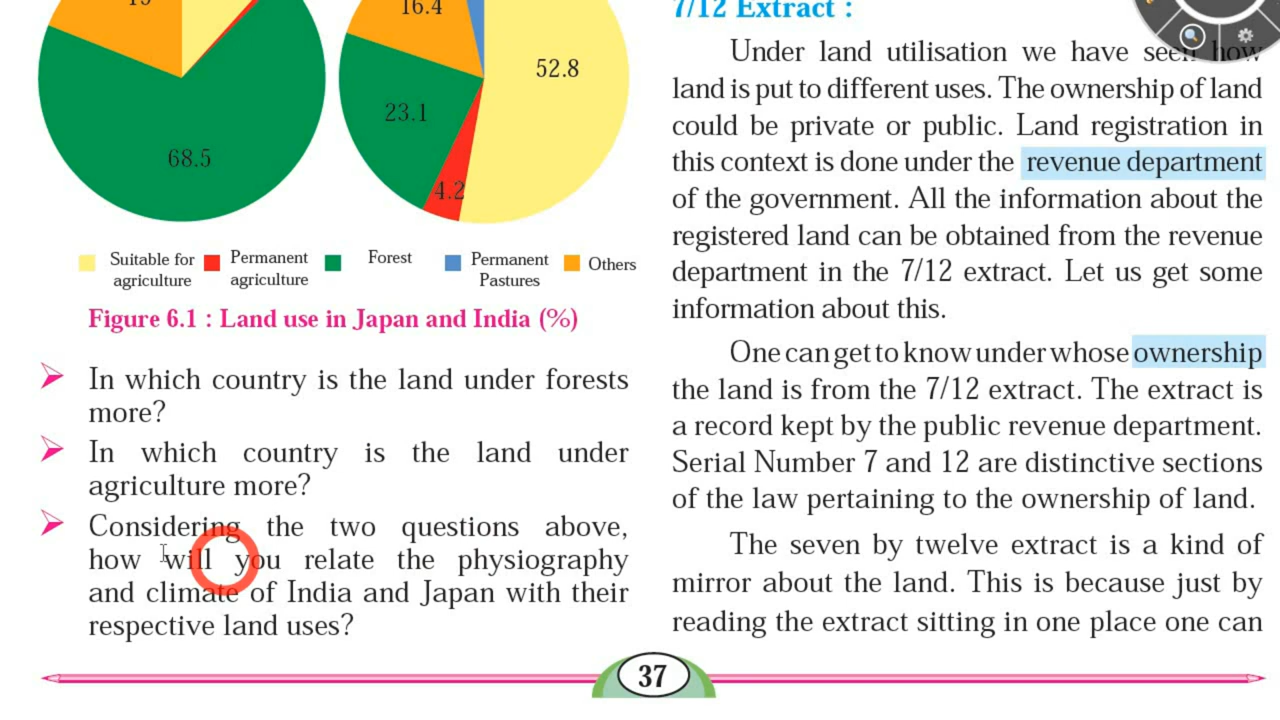 16.4
52.8
23.1
68.5
4.2
Suitable for agriculture
Permanent agriculture
Forest
Permanent Pastures
Others
Figure 6.1 : Land use in Japan and India (%)
In which country is the land under forests
more?
In which country is the land under
agriculture more?
Considering the two questions above,
how will you relate the physiography
and climate of India and Japan with their
respective land uses?
7/12 Extract :
Under land utilisation we have seen how
land is put to different uses. The ownership of land
could be private or public. Land registration in
this context is done under the revenue department
of the government. All the information about the
registered land can be obtained from the revenue
department in the 7/12 extract. Let us get some
information about this.
One can get to know under whose ownership
the land is from the 7/12 extract. The extract is
a record kept by the public revenue department.
Serial Number 7 and 12 are distinctive sections
of the law pertaining to the ownership of land.
The seven by twelve extract is a kind of
mirror about the land. This is because just by
reading the extract sitting in one place one can
37